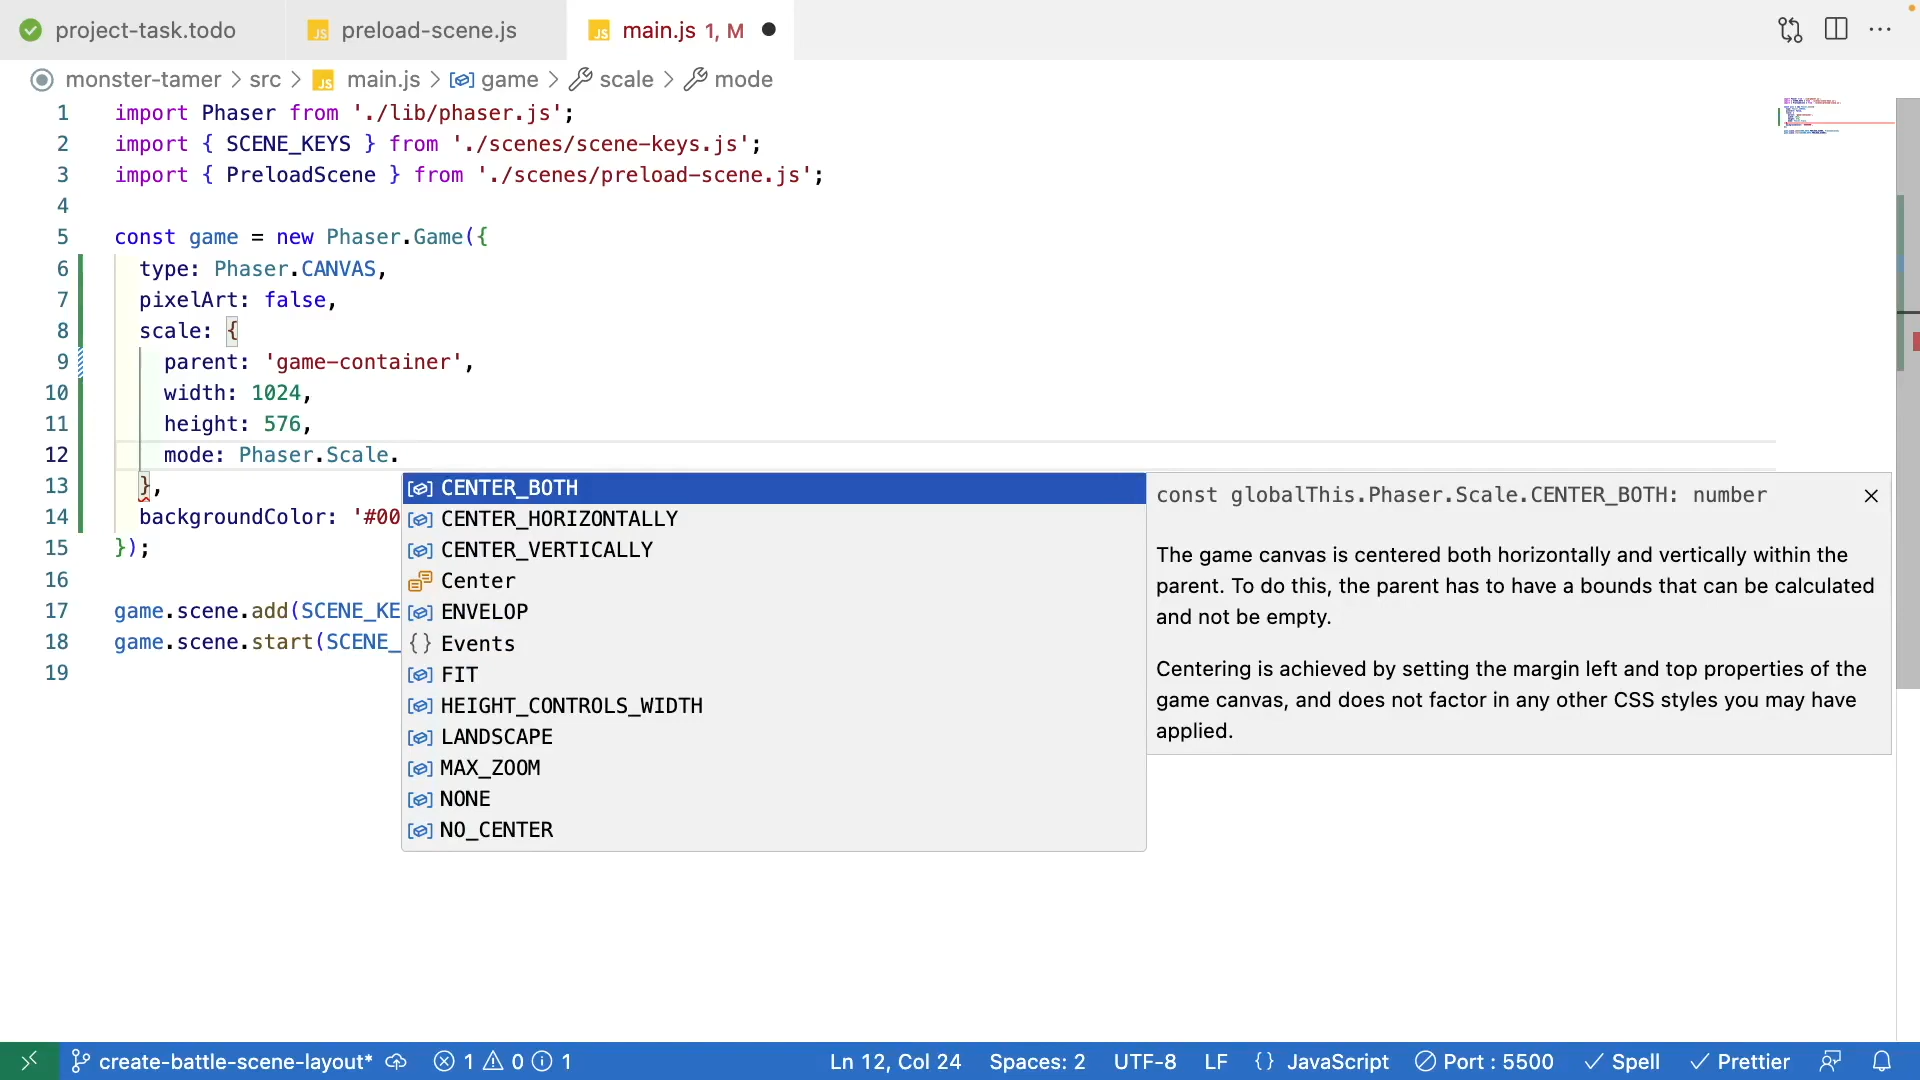 project-task.todo
preload-scene.js
main.js 1, M
monster-tamer > src > main.js > game > scale > mode
1 import Phaser from './lib/phaser.js';
2 import { SCENE_KEYS } from './scenes/scene-keys.js';
3 import { PreloadScene } from './scenes/preload-scene.js';
4
5 const game = new Phaser.Game({
6 type: Phaser.CANVAS,
7 pixelArt: false,
8 scale: {
9 parent: 'game-container',
10 width: 1024,
11 height: 576,
12 mode: Phaser.Scale.
13 },
14 backgroundColor: '#00
15 });
16
17 game.scene.add(SCENE_KE
18 game.scene.start(SCENE_
19
CENTER_BOTH
CENTER_HORIZONTALLY
CENTER_VERTICALLY
Center
ENVELOP
Events
FIT
HEIGHT_CONTROLS_WIDTH
LANDSCAPE
MAX_ZOOM
NONE
NO_CENTER
const globalThis.Phaser.Scale.CENTER_BOTH: number
The game canvas is centered both horizontally and vertically within the
parent. To do this, the parent has to have a bounds that can be calculated
and not be empty.
Centering is achieved by setting the margin left and top properties of the
game canvas, and does not factor in any other CSS styles you may have
applied.
create-battle-scene-layout* 1 0 1 Ln 12, Col 24 Spaces: 2 UTF-8 LF {} JavaScript Port : 5500 Spell Prettier